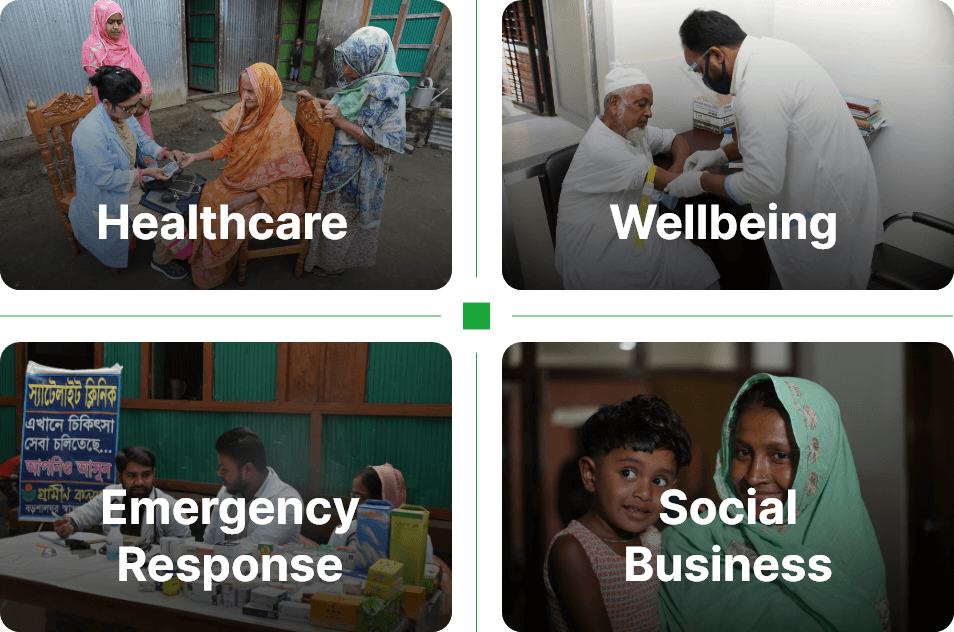 Healthcare
Wellbeing
স্যাটেলাইট ক্লিনিক
এখানে চিকিৎসা
সেবা চলিতেছে...
আপনিও আসুন
গ্রামীণ
Emergency
Response
Social
Business